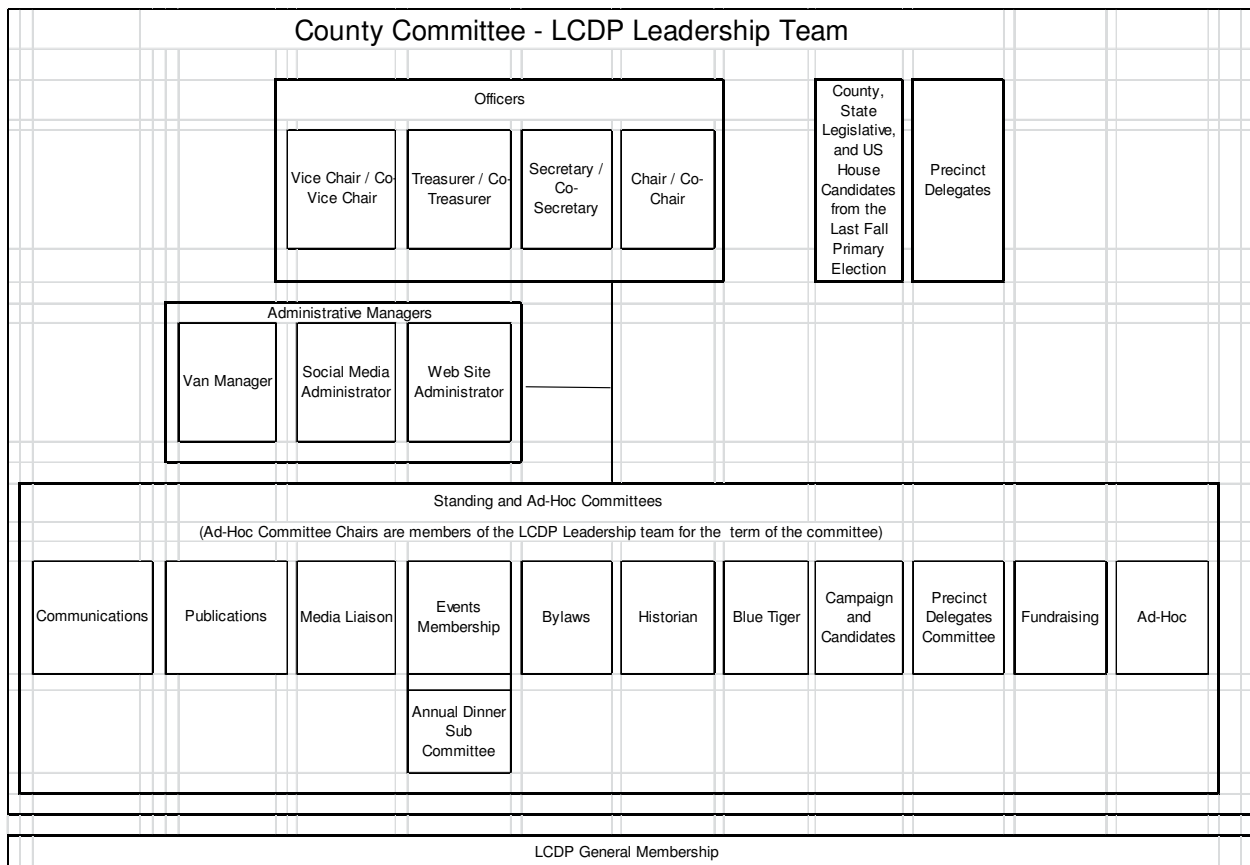 County Committee - LCDP Leadership Team
Officers
Vice Chair / Co-
Vice Chair
Treasurer / Co-
Treasurer
Secretary /
Co-
Secretary
Chair / Co-
Chair
County,
State
Legislative,
and US
House
Candidates
from the
Last Fall
Primary
Election
Precinct
Delegates
Administrative Managers
Van Manager
Social Media
Administrator
Web Site
Administrator
Standing and Ad-Hoc Committees
(Ad-Hoc Committee Chairs are members of the LCDP Leadership team for the term of the committee)
Communications
Publications
Media Liaison
Events
Membership
Bylaws
Historian
Blue Tiger
Campaign
and
Candidates
Precinct
Delegates
Committee
Fundraising
Ad-Hoc
Annual Dinner
Sub
Committee
LCDP General Membership